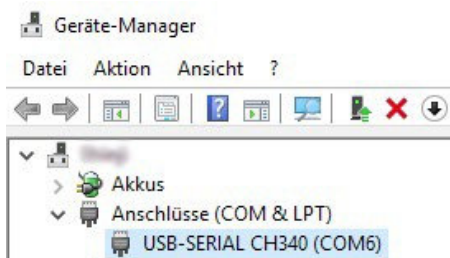 Geräte-Manager
Datei Aktion Ansicht ?
Akkus
Anschlüsse (COM & LPT)
USB-SERIAL CH340 (COM6)